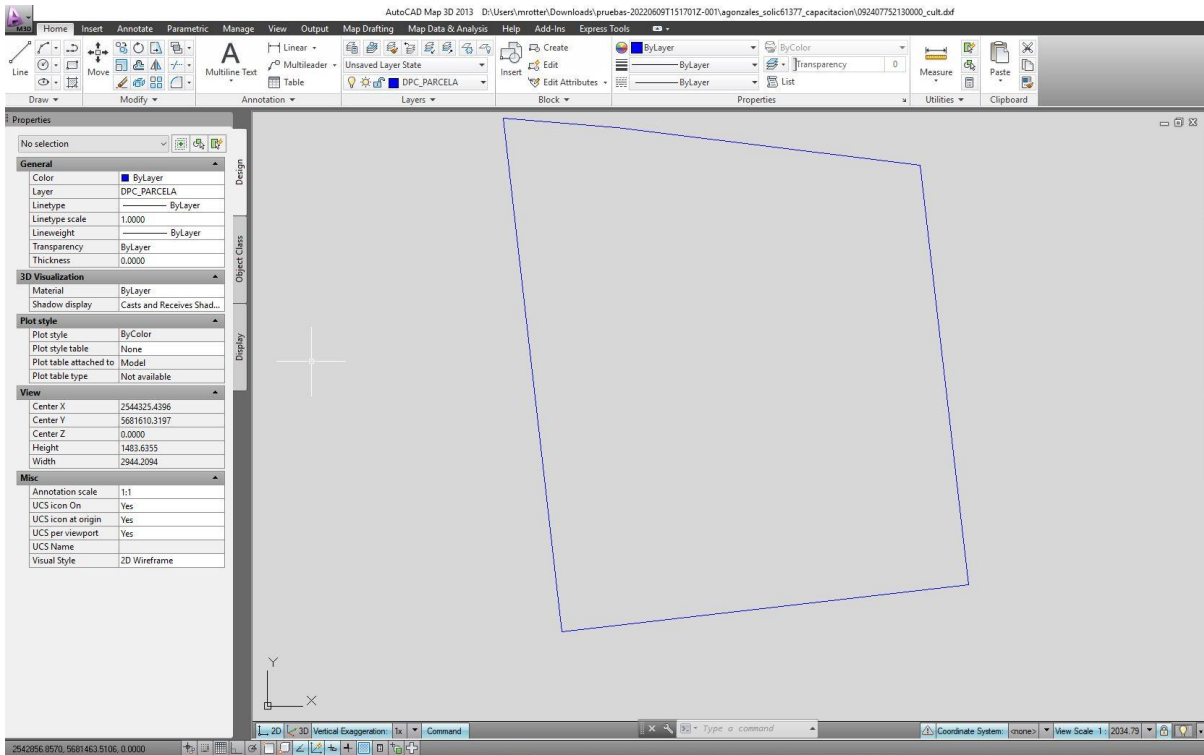 AutoCAD Map 3D 2013 D:\Users\mrotter\Downloads\pruebas-20220609T151701Z-001\agonzales_solic61377_capacitacion\092407752130000_cult.dxf
M3D Home Insert Annotate Parametric Manage View Output Map Drafting Map Data & Analysis Help Add-Ins Express Tools
Line
Move
Multiline Text
Linear
Multileader
Table
Unsaved Layer State
DPC_PARCELA
Insert
Create
Edit
Edit Attributes
ByLayer
ByLayer
ByLayer
ByColor
Transparency 0
List
Measure
Paste
Draw Modify Annotation Layers Block Properties Utilities Clipboard
Properties
No selection
General
Color ByLayer
Layer DPC_PARCELA
Linetype ByLayer
Linetype scale 1.0000
Lineweight ByLayer
Transparency ByLayer
Thickness 0.0000
3D Visualization
Material ByLayer
Shadow display Casts and Receives Shad...
Plot style
Plot style ByColor
Plot style table None
Plot table attached to Model
Plot table type Not available
View
Center X 2544325.4396
Center Y 5681610.3197
Center Z 0.0000
Height 1483.6355
Width 2944.2094
Misc
Annotation scale 1:1
UCS icon On Yes
UCS icon at origin Yes
UCS per viewport Yes
UCS Name
Visual Style 2D Wireframe
Design
Object Class
Display
Y
X
2D 3D Vertical Exaggeration: 1x Command
Type a command
Coordinate System: <none> View Scale 1 : 2034.79
2542856.8570, 5681463.5106, 0.0000